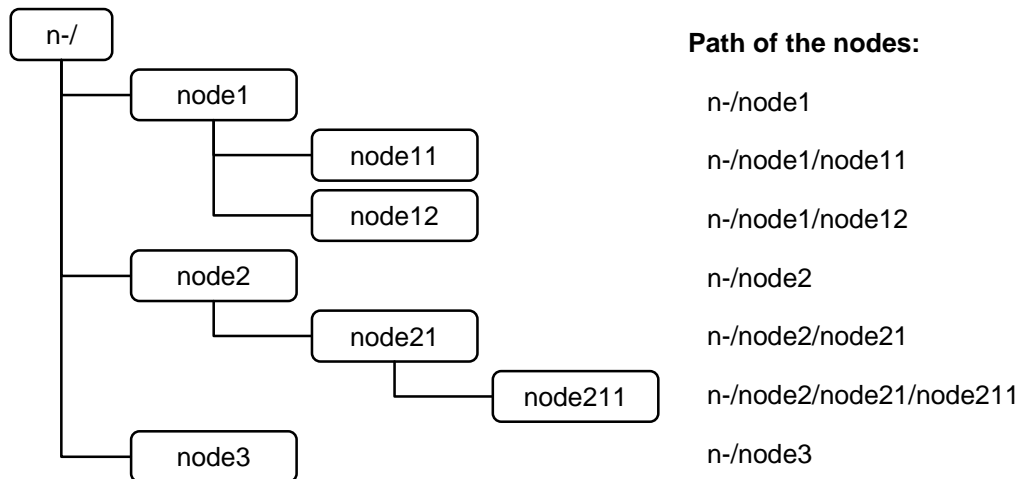 n-/
Path of the nodes:
node1
n-/node1
node11
n-/node1/node11
node12
n-/node1/node12
node2
n-/node2
node21
n-/node2/node21
node211
n-/node2/node21/node211
node3
n-/node3